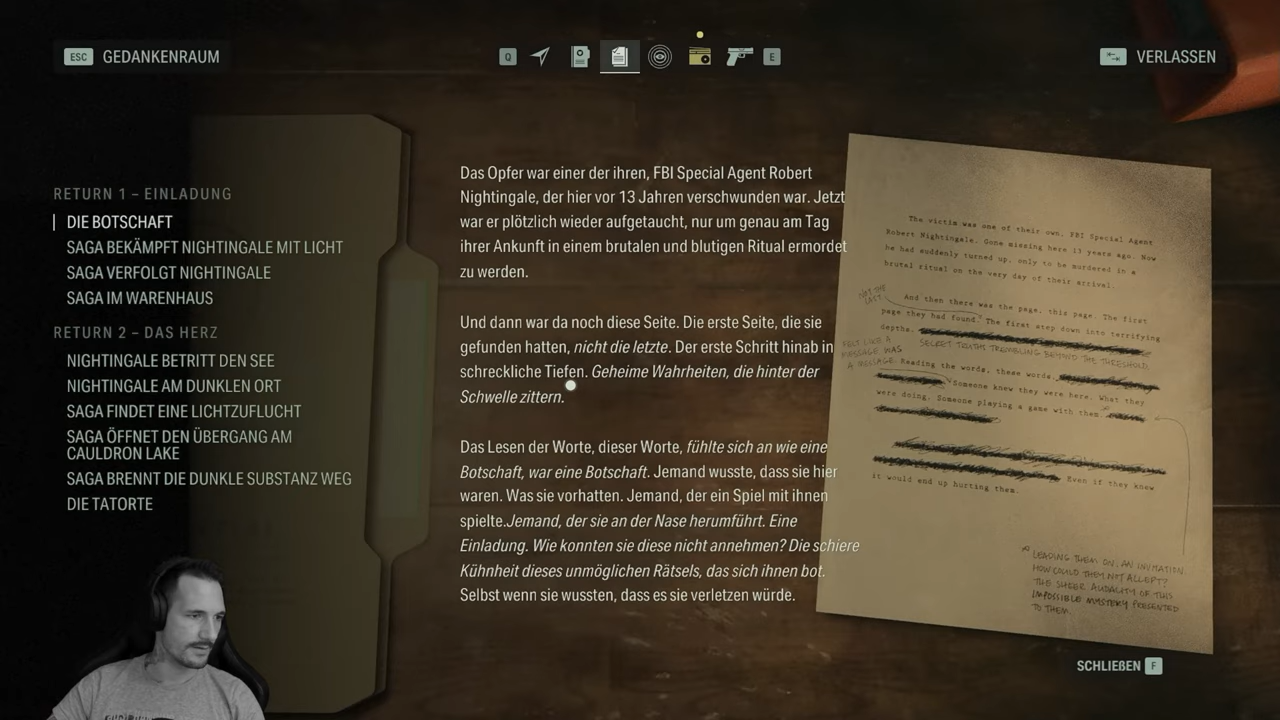 ESC GEDANKENRAUM
Q
E
VERLASSEN
RETURN 1 – EINLADUNG
DIE BOTSCHAFT
SAGA BEKÄMPFT NIGHTINGALE MIT LICHT
SAGA VERFOLGT NIGHTINGALE
SAGA IM WARENHAUS
RETURN 2 – DAS HERZ
NIGHTINGALE BETRITT DEN SEE
NIGHTINGALE AM DUNKLEN ORT
SAGA FINDET EINE LICHTZUFLUCHT
SAGA ÖFFNET DEN ÜBERGANG AM
CAULDRON LAKE
SAGA BRENNT DIE DUNKLE SUBSTANZ WEG
DIE TATORTE
Das Opfer war einer der ihren, FBI Special Agent Robert
Nightingale, der hier vor 13 Jahren verschwunden war. Jetzt
war er plötzlich wieder aufgetaucht, nur um genau am Tag
ihrer Ankunft in einem brutalen und blutigen Ritual ermordet
zu werden.
Und dann war da noch diese Seite. Die erste Seite, die sie
gefunden hatten, nicht die letzte. Der erste Schritt hinab in
schreckliche Tiefen. Geheime Wahrheiten, die hinter der
Schwelle zittern.
Das Lesen der Worte, dieser Worte, fühlte sich an wie eine
Botschaft, war eine Botschaft. Jemand wusste, dass sie hier
waren. Was sie vorhatten. Jemand, der ein Spiel mit ihnen
spielte.Jemand, der sie an der Nase herumführt. Eine
Einladung. Wie konnten sie diese nicht annehmen? Die schiere
Kühnheit dieses unmöglichen Rätsels, das sich ihnen bot.
Selbst wenn sie wussten, dass es sie verletzen würde.
The victim was one of their own, FBI Special Agent
Robert Nightingale. Gone missing here 13 years ago. Now
he had suddenly turned up, only to be murdered in a
brutal ritual on the very day of their arrival.
NOT THE
LAST
And then there was the page, this page. The first
page they had found. The first step down into terrifying
depths.
SECRET TRUTHS TREMBLING BEYOND THE THRESHOLD.
FELT LIKE A
MESSAGE WAS
A MESSAGE.
Reading the words, these words,
Someone knew they were here. What they
were doing. Someone playing a game with them.
Even if they knew
it would end up hurting them.
LEADING THEM ON, AN INVITATION.
HOW COULD THEY NOT ACCEPT?
THE SHEER AUDACITY OF THIS
IMPOSSIBLE MYSTERY PRESENTED
TO THEM.
SCHLIEẞEN F